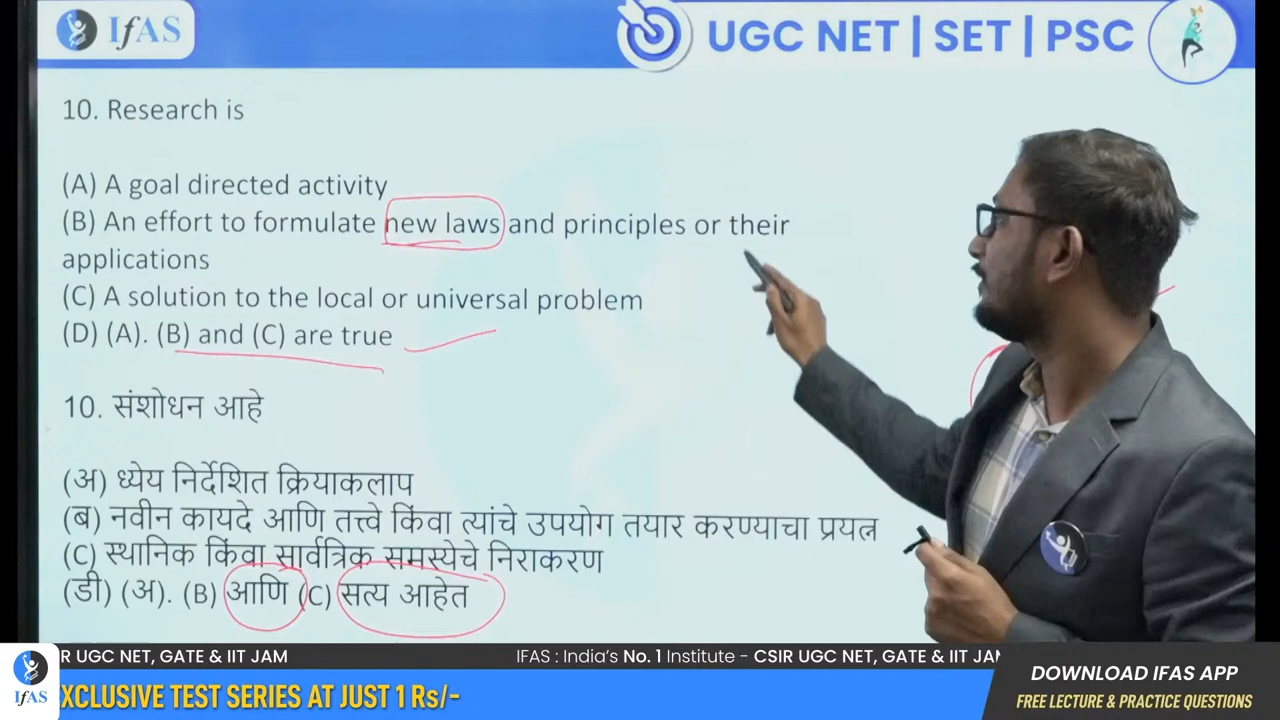 IfAS
UGC NET | SET | PSC
10. Research is
(A) A goal directed activity
(B) An effort to formulate new laws and principles or their
applications
(C) A solution to the local or universal problem
(D) (A). (B) and (C) are true
10. संशोधन आहे
(अ) ध्येय निर्देशित क्रियाकलाप
(ब) नवीन कायदे आणि तत्त्वे किंवा त्यांचे उपयोग तयार करण्याचा प्रयत्न
(C) स्थानिक किंवा सार्वत्रिक समस्येचे निराकरण
(डी) (अ). (B) आणि (C) सत्य आहेत
R UGC NET, GATE & IIT JAM
IFAS : India's No. 1 Institute - CSIR UGC NET, GATE & IIT JAM
IfAS
XCLUSIVE TEST SERIES AT JUST 1 Rs/-
DOWNLOAD IFAS APP
FREE LECTURE & PRACTICE QUESTIONS